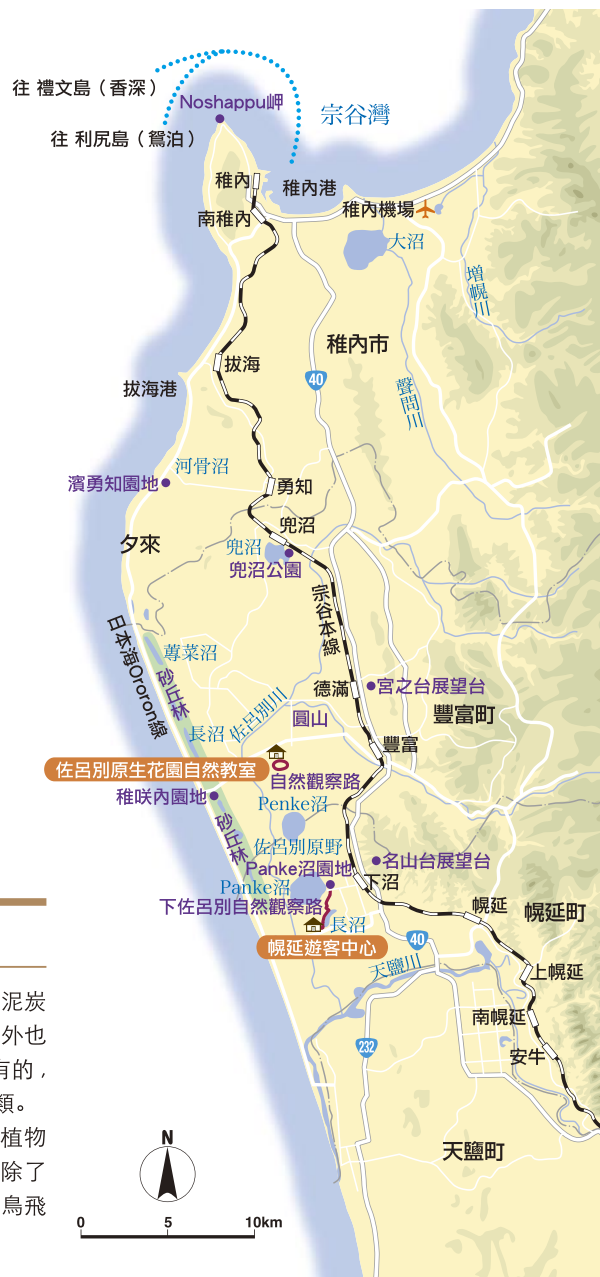 往 禮文島（香深）
Noshappu岬
宗谷灣
往 利尻島（鴛泊）
稚內
稚內港
南稚內
稚內機場
大沼
增幌川
稚內市
拔海
40
拔海港
聲問川
河骨沼
濱勇知園地
勇知
兜沼
夕來
兜沼
兜沼公園
宗谷本線
日本海Ororon線
蓴菜沼
砂丘林
德滿
宮之台展望台
佐呂別川
圓山
豐富町
長沼
豐富
佐呂別原生花園自然教室
自然觀察路
稚咲內園地
Penke沼
砂丘林
佐呂別原野
名山台展望台
Panke沼園地
Panke沼
下沼
下佐呂別自然觀察路
幌延
幌延町
長沼
40
幌延遊客中心
天鹽川
上幌延
泥炭
外也
有的，
類。
植物
除了
鳥飛
南幌延
232
安牛
天鹽町
N
0
5
10km